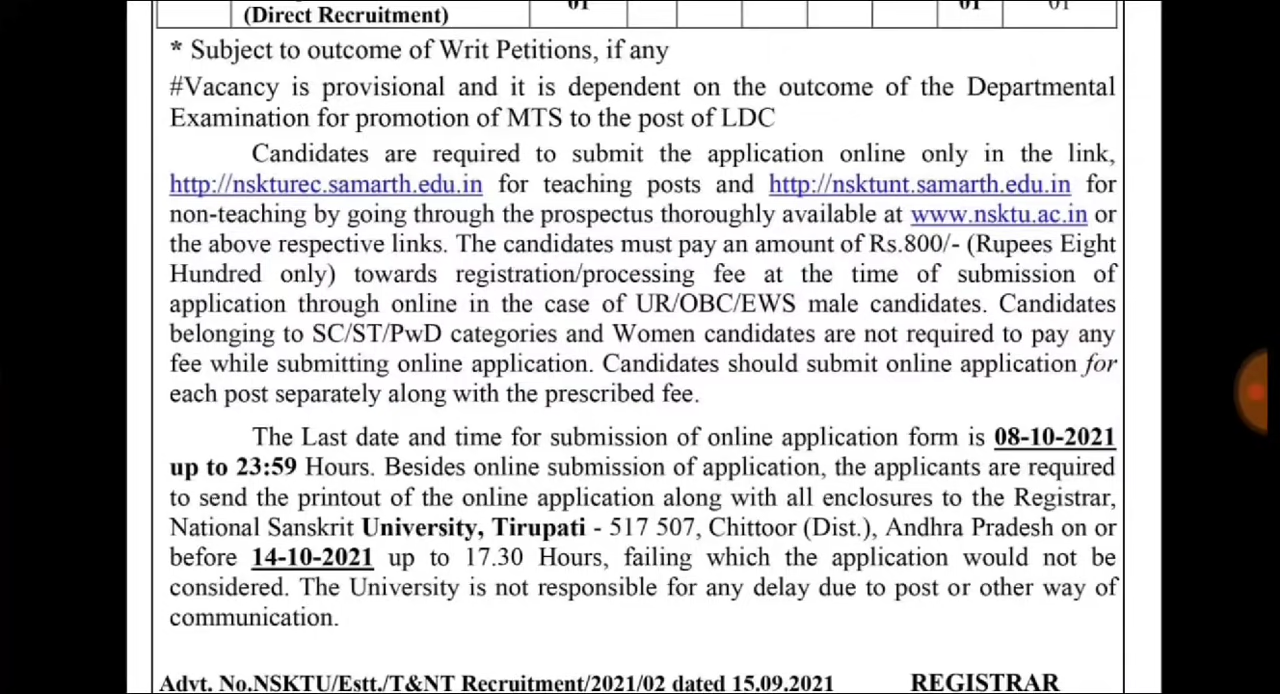 (Direct Recruitment) 01 01 01
* Subject to outcome of Writ Petitions, if any
#Vacancy is provisional and it is dependent on the outcome of the Departmental
Examination for promotion of MTS to the post of LDC
Candidates are required to submit the application online only in the link,
http://nskturec.samarth.edu.in for teaching posts and http://nsktunt.samarth.edu.in for
non-teaching by going through the prospectus thoroughly available at www.nsktu.ac.in or
the above respective links. The candidates must pay an amount of Rs.800/- (Rupees Eight
Hundred only) towards registration/processing fee at the time of submission of
application through online in the case of UR/OBC/EWS male candidates. Candidates
belonging to SC/ST/PwD categories and Women candidates are not required to pay any
fee while submitting online application. Candidates should submit online application for
each post separately along with the prescribed fee.
The Last date and time for submission of online application form is 08-10-2021
up to 23:59 Hours. Besides online submission of application, the applicants are required
to send the printout of the online application along with all enclosures to the Registrar,
National Sanskrit University, Tirupati - 517 507, Chittoor (Dist.), Andhra Pradesh on or
before 14-10-2021 up to 17.30 Hours, failing which the application would not be
considered. The University is not responsible for any delay due to post or other way of
communication.
Advt. No.NSKTU/Estt./T&NT Recruitment/2021/02 dated 15.09.2021 REGISTRAR